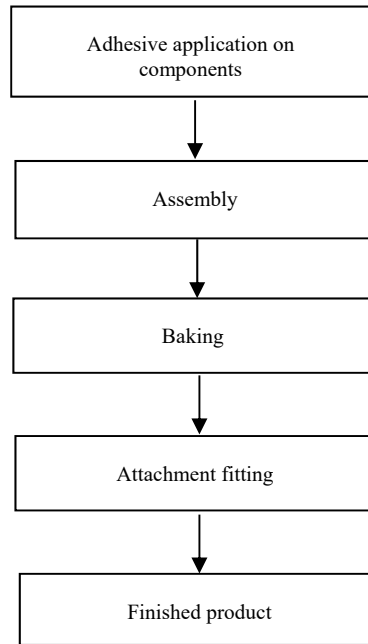 Adhesive application on
components
Assembly
Baking
Attachment fitting
Finished product